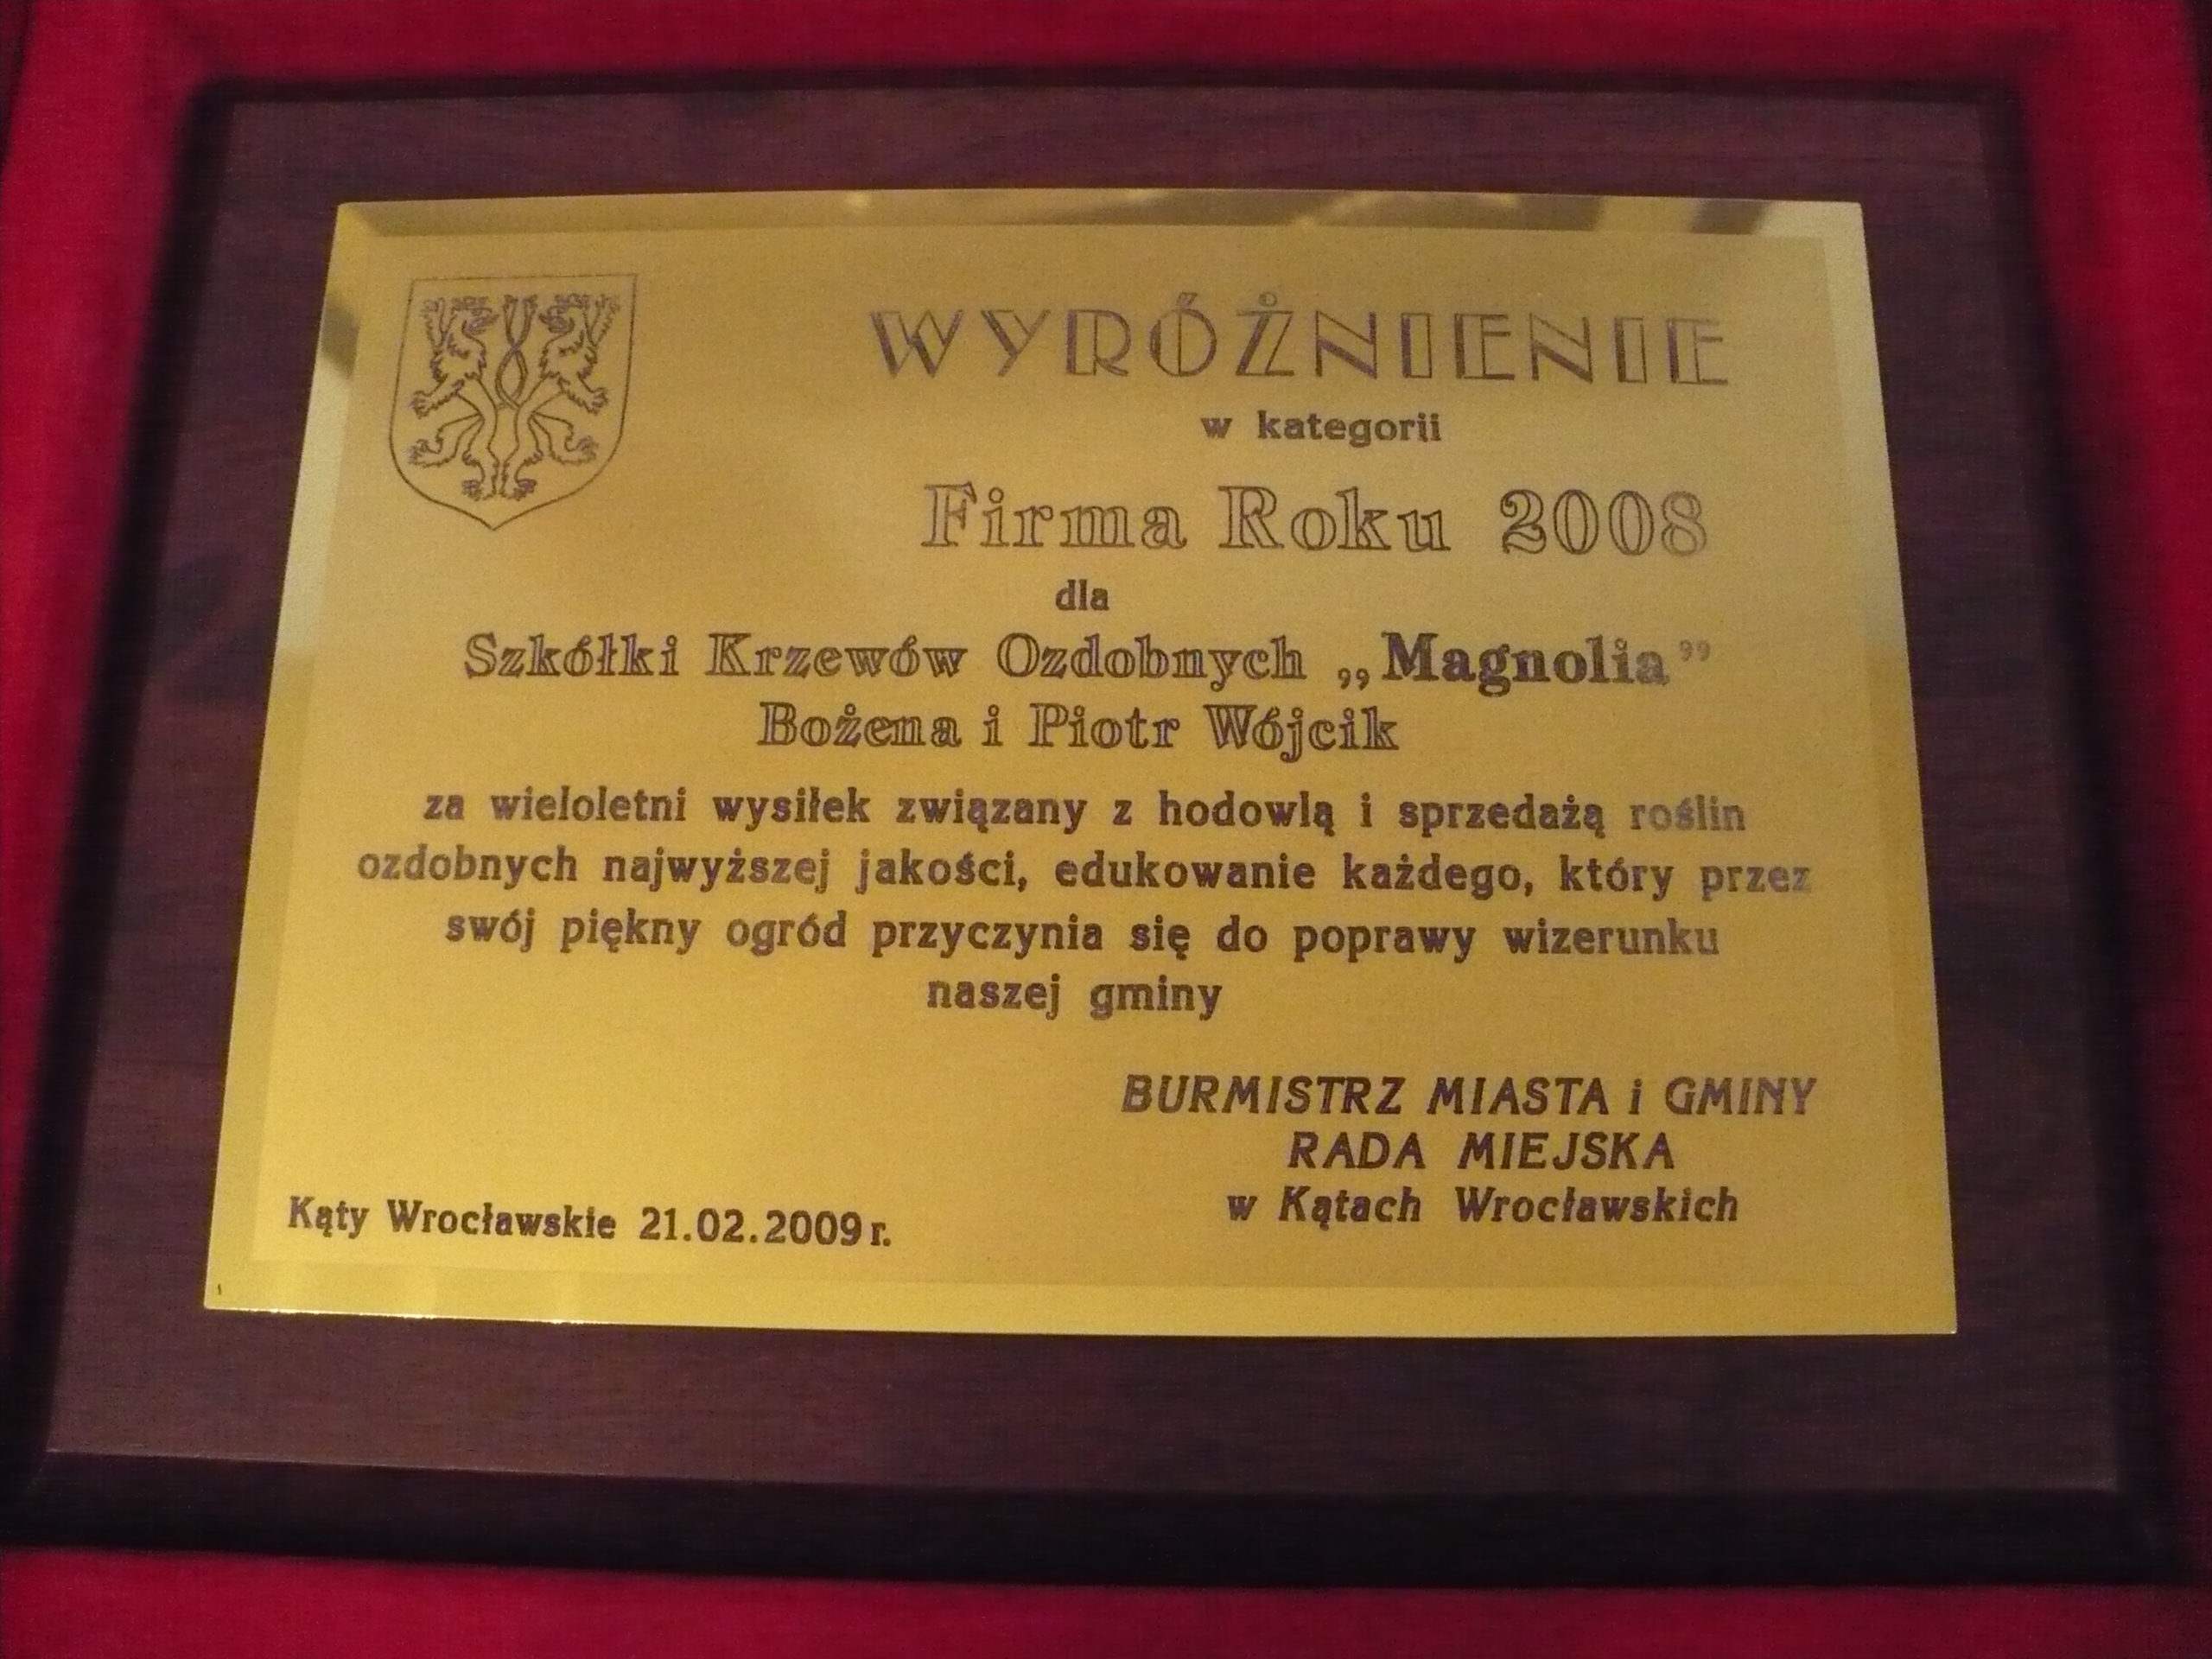 WYRÓŻNIENIE
w kategorii
Firma Roku 2008
dla
Szkółki Krzewów Ozdobnych „Magnolia”
Bożena i Piotr Wójcik
za wieloletni wysiłek związany z hodowlą i sprzedażą roślin
ozdobnych najwyższej jakości, edukowanie każdego, który przez
swój piękny ogród przyczynia się do poprawy wizerunku
naszej gminy
BURMISTRZ MIASTA i GMINY
RADA MIEJSKA
w Kątach Wrocławskich
Kąty Wrocławskie 21.02.2009 r.